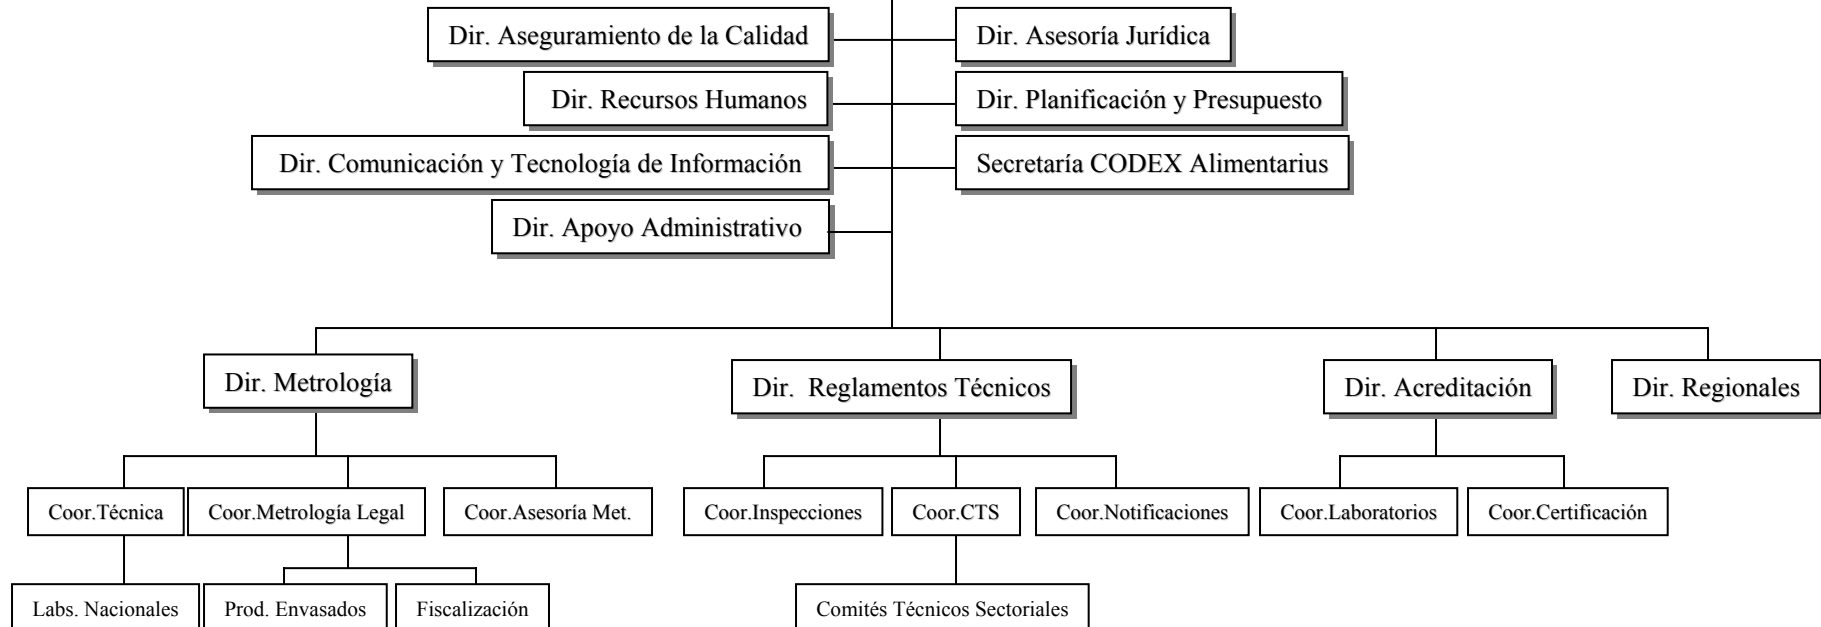 Dir. Aseguramiento de la Calidad
Dir. Asesoría Jurídica
Dir. Recursos Humanos
Dir. Planificación y Presupuesto
Dir. Comunicación y Tecnología de Información
Secretaría CODEX Alimentarius
Dir. Apoyo Administrativo
Dir. Metrología
Dir. Reglamentos Técnicos
Dir. Acreditación
Dir. Regionales
Coor.Técnica
Coor.Metrología Legal
Coor.Asesoría Met.
Coor.Inspecciones
Coor.CTS
Coor.Notificaciones
Coor.Laboratorios
Coor.Certificación
Labs. Nacionales
Prod. Envasados
Fiscalización
Comités Técnicos Sectoriales